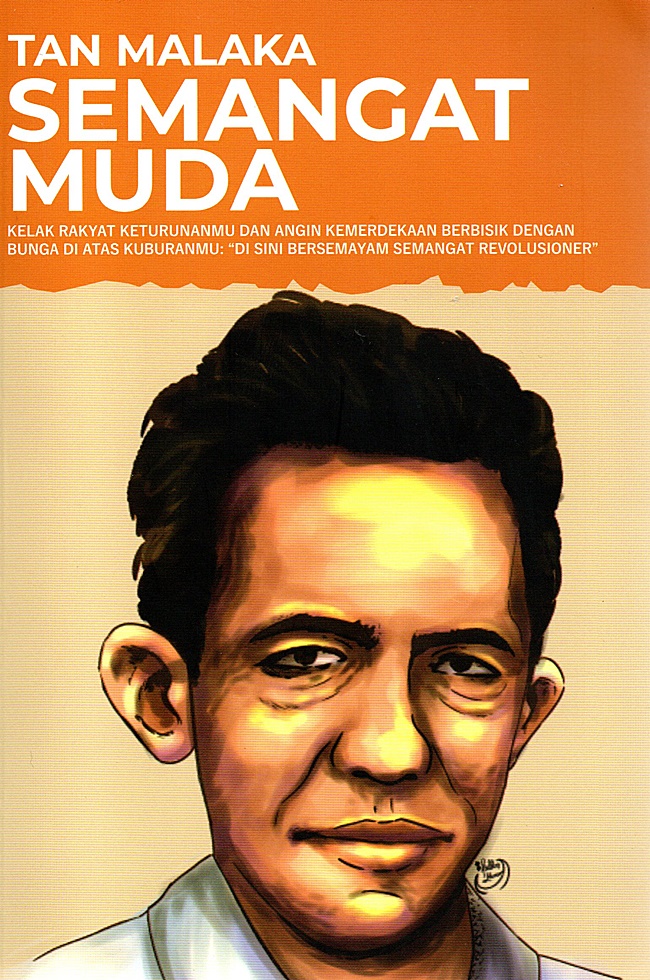 TAN MALAKA
SEMANGAT
MUDA
KELAK RAKYAT KETURUNANMU DAN ANGIN KEMERDEKAAN BERBISIK DENGAN
BUNGA DI ATAS KUBURANMU: “DI SINI BERSEMAYAM SEMANGAT REVOLUSIONER”